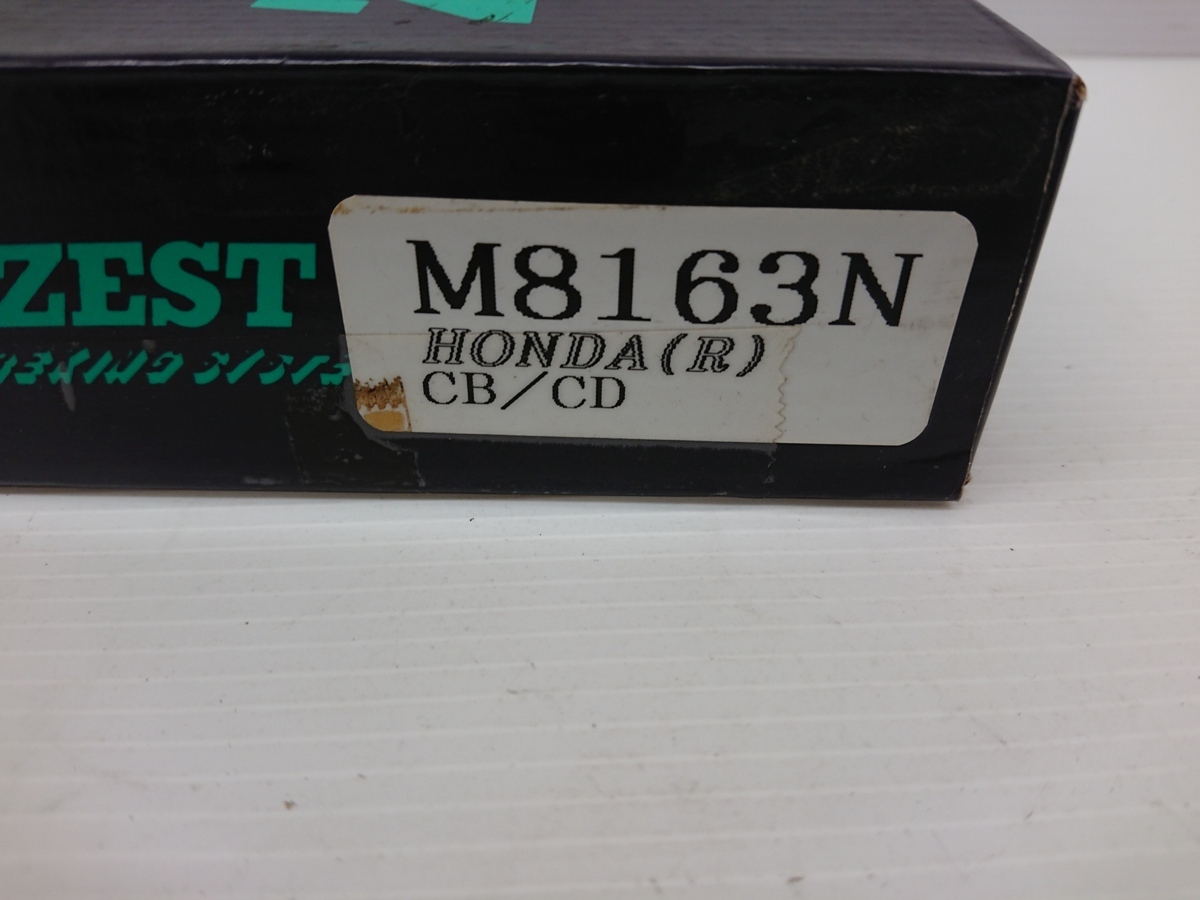 ZEST
M8163N
HONDA(R)
CB/CD